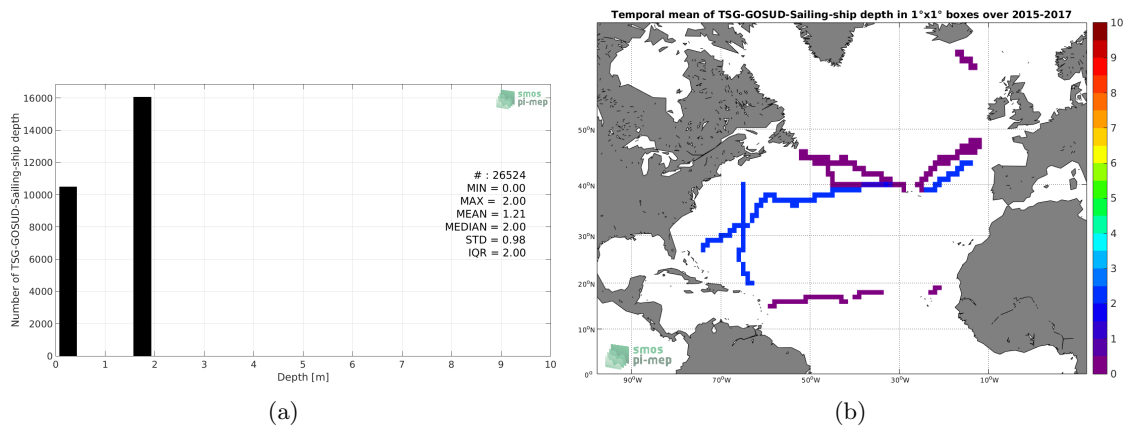 Number of TSG-GOSUD-Sailing-ship depth
16000
14000
12000
10000
8000
6000
4000
2000
0
0 1 2 3 4 5 6 7 8 9 10
Depth [m]
smos
pi-mep
# : 26524
MIN = 0.00
MAX = 2.00
MEAN = 1.21
MEDIAN = 2.00
STD = 0.98
IQR = 2.00
(a)
Temporal mean of TSG-GOSUD-Sailing-ship depth in 1°x1° boxes over 2015-2017
50°N
40°N
30°N
20°N
10°N
0°
90°W 70°W 50°W 30°W 10°W
smos
pi-mep
10
9
8
7
6
5
4
3
2
1
0
(b)